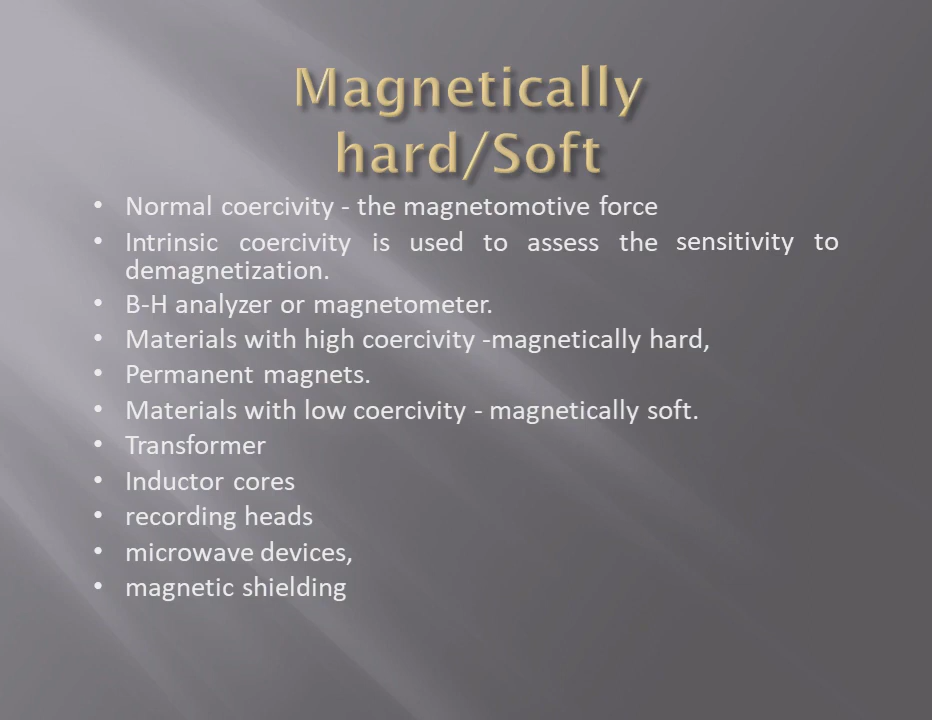 Magnetically
hard/Soft
• Normal coercivity - the magnetomotive force
• Intrinsic coercivity is used to assess the sensitivity to
demagnetization.
• B-H analyzer or magnetometer.
• Materials with high coercivity -magnetically hard,
• Permanent magnets.
• Materials with low coercivity - magnetically soft.
• Transformer
• Inductor cores
• recording heads
• microwave devices,
• magnetic shielding